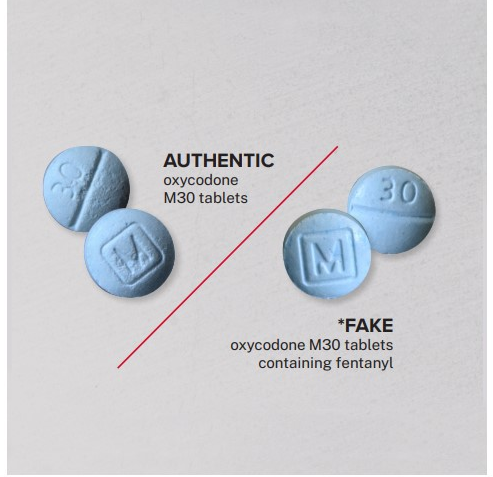 30
M
AUTHENTIC
oxycodone
M30 tablets
30
M
*FAKE
oxycodone M30 tablets
containing fentanyl